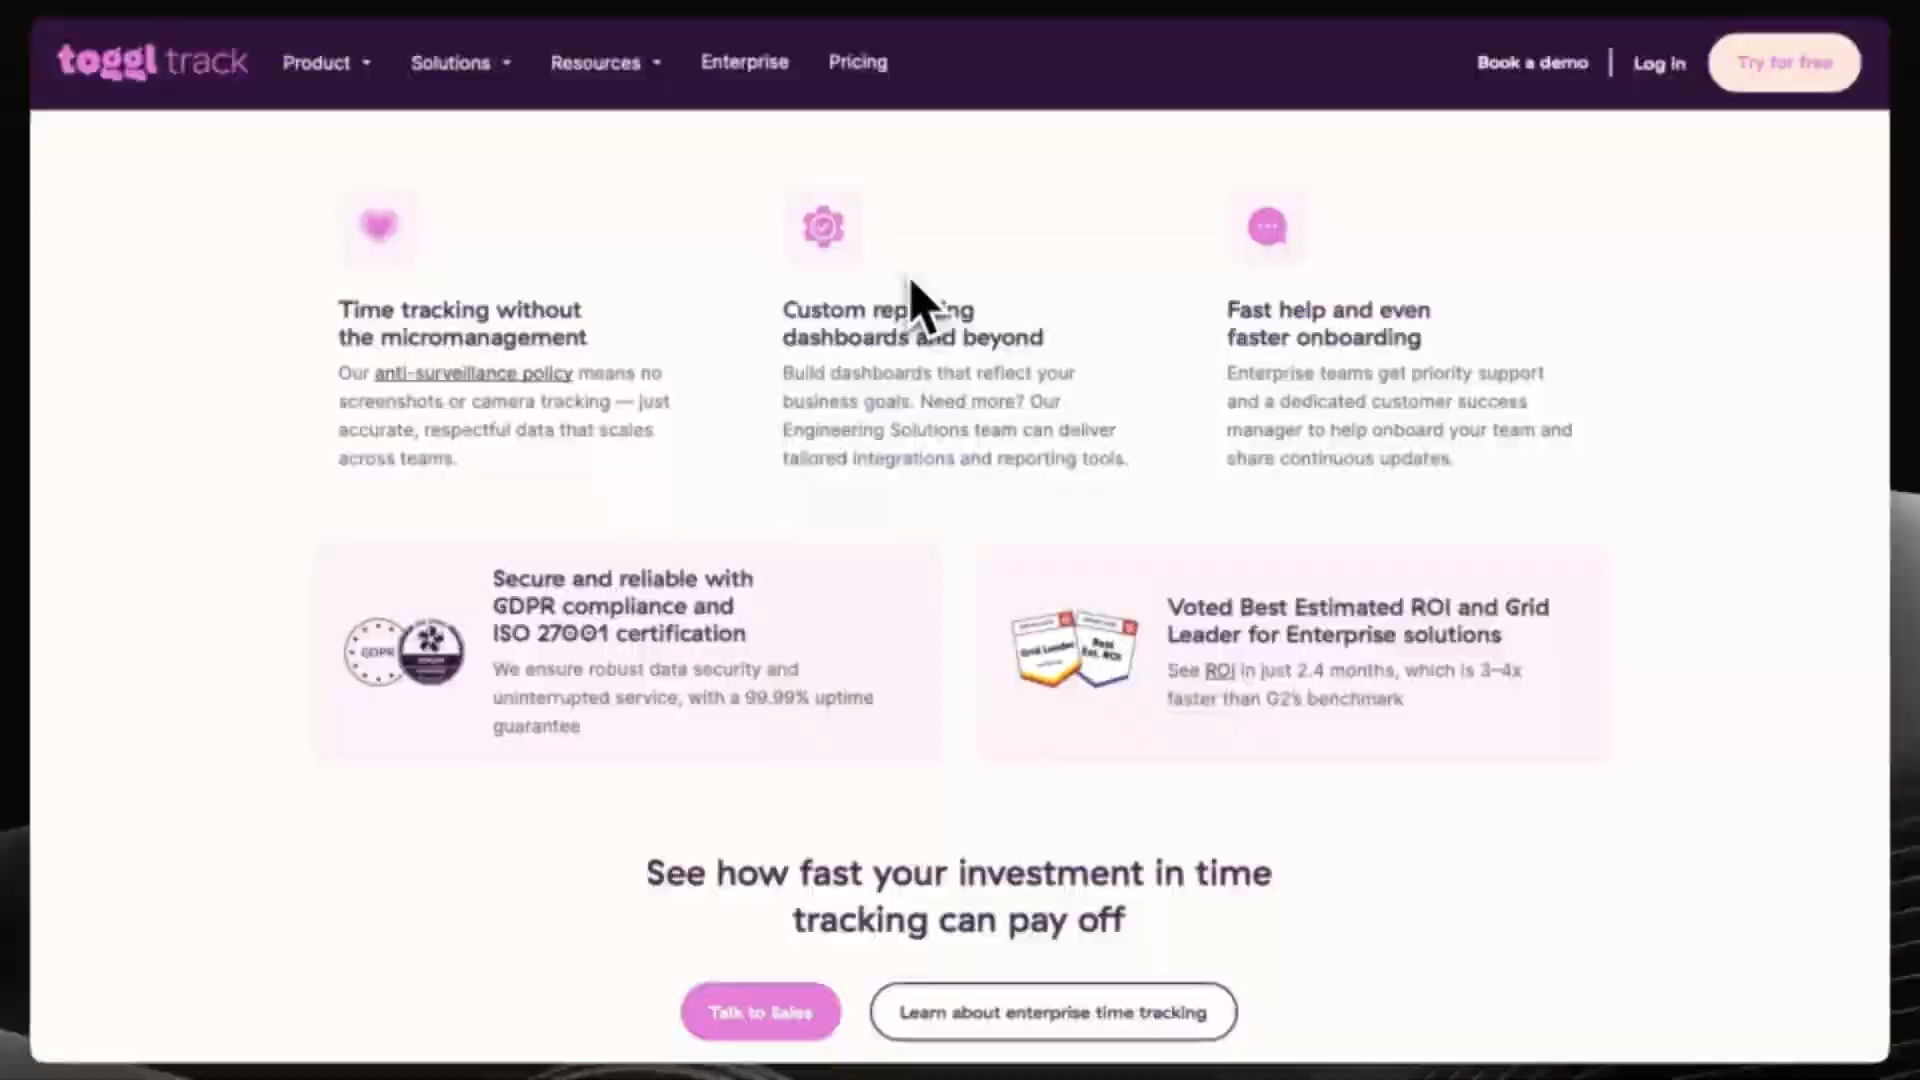 toggl track
Product
Solutions
Resources
Enterprise
Pricing
Book a demo
Log in
Try for free
Time tracking without
the micromanagement
Our anti-surveillance policy means no
screenshots or camera tracking — just
accurate, respectful data that scales
across teams.
Custom reporting
dashboards and beyond
Build dashboards that reflect your
business goals. Need more? Our
Engineering Solutions team can deliver
tailored integrations and reporting tools.
Fast help and even
faster onboarding
Enterprise teams get priority support
and a dedicated customer success
manager to help onboard your team and
share continuous updates.
GDPR
Secure and reliable with
GDPR compliance and
ISO 27001 certification
We ensure robust data security and
uninterrupted service, with a 99.99% uptime
guarantee
Grid Leader
Best
Est. ROI
Voted Best Estimated ROI and Grid
Leader for Enterprise solutions
See ROI in just 2.4 months, which is 3–4x
faster than G2's benchmark
See how fast your investment in time
tracking can pay off
Talk to Sales
Learn about enterprise time tracking